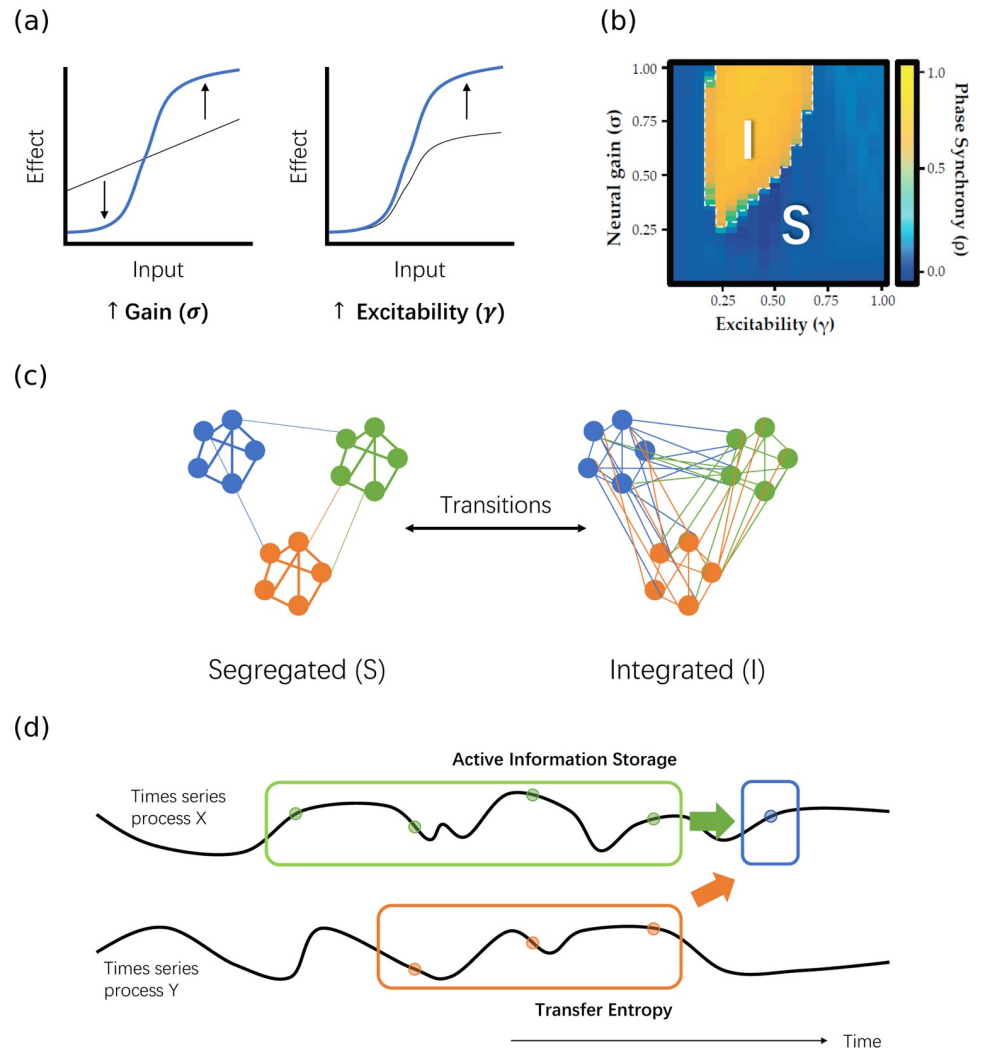 (a)
Effect
Input
↑ Gain (σ)
Effect
Input
↑ Excitability (γ)
(b)
Neural gain (σ)
1.00
0.75
0.50
0.25
I
S
0.25
0.50
0.75
1.00
Excitability (γ)
1.0
0.5
0.0
Phase Synchrony (ρ)
(c)
Transitions
Segregated (S)
Integrated (I)
(d)
Active Information Storage
Times series
process X
Times series
process Y
Transfer Entropy
Time